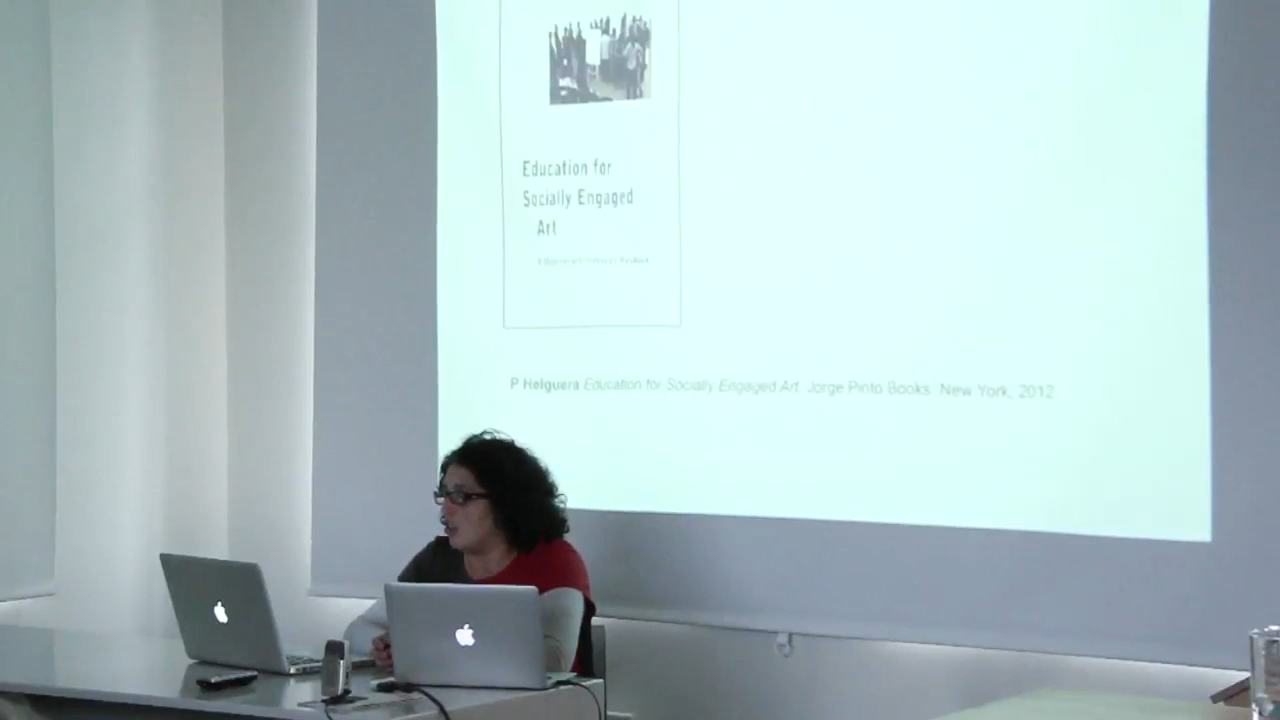 Education for
Socially Engaged
Art
P Helguera Education for Socially Engaged Art. Jorge Pinto Books. New York, 2012